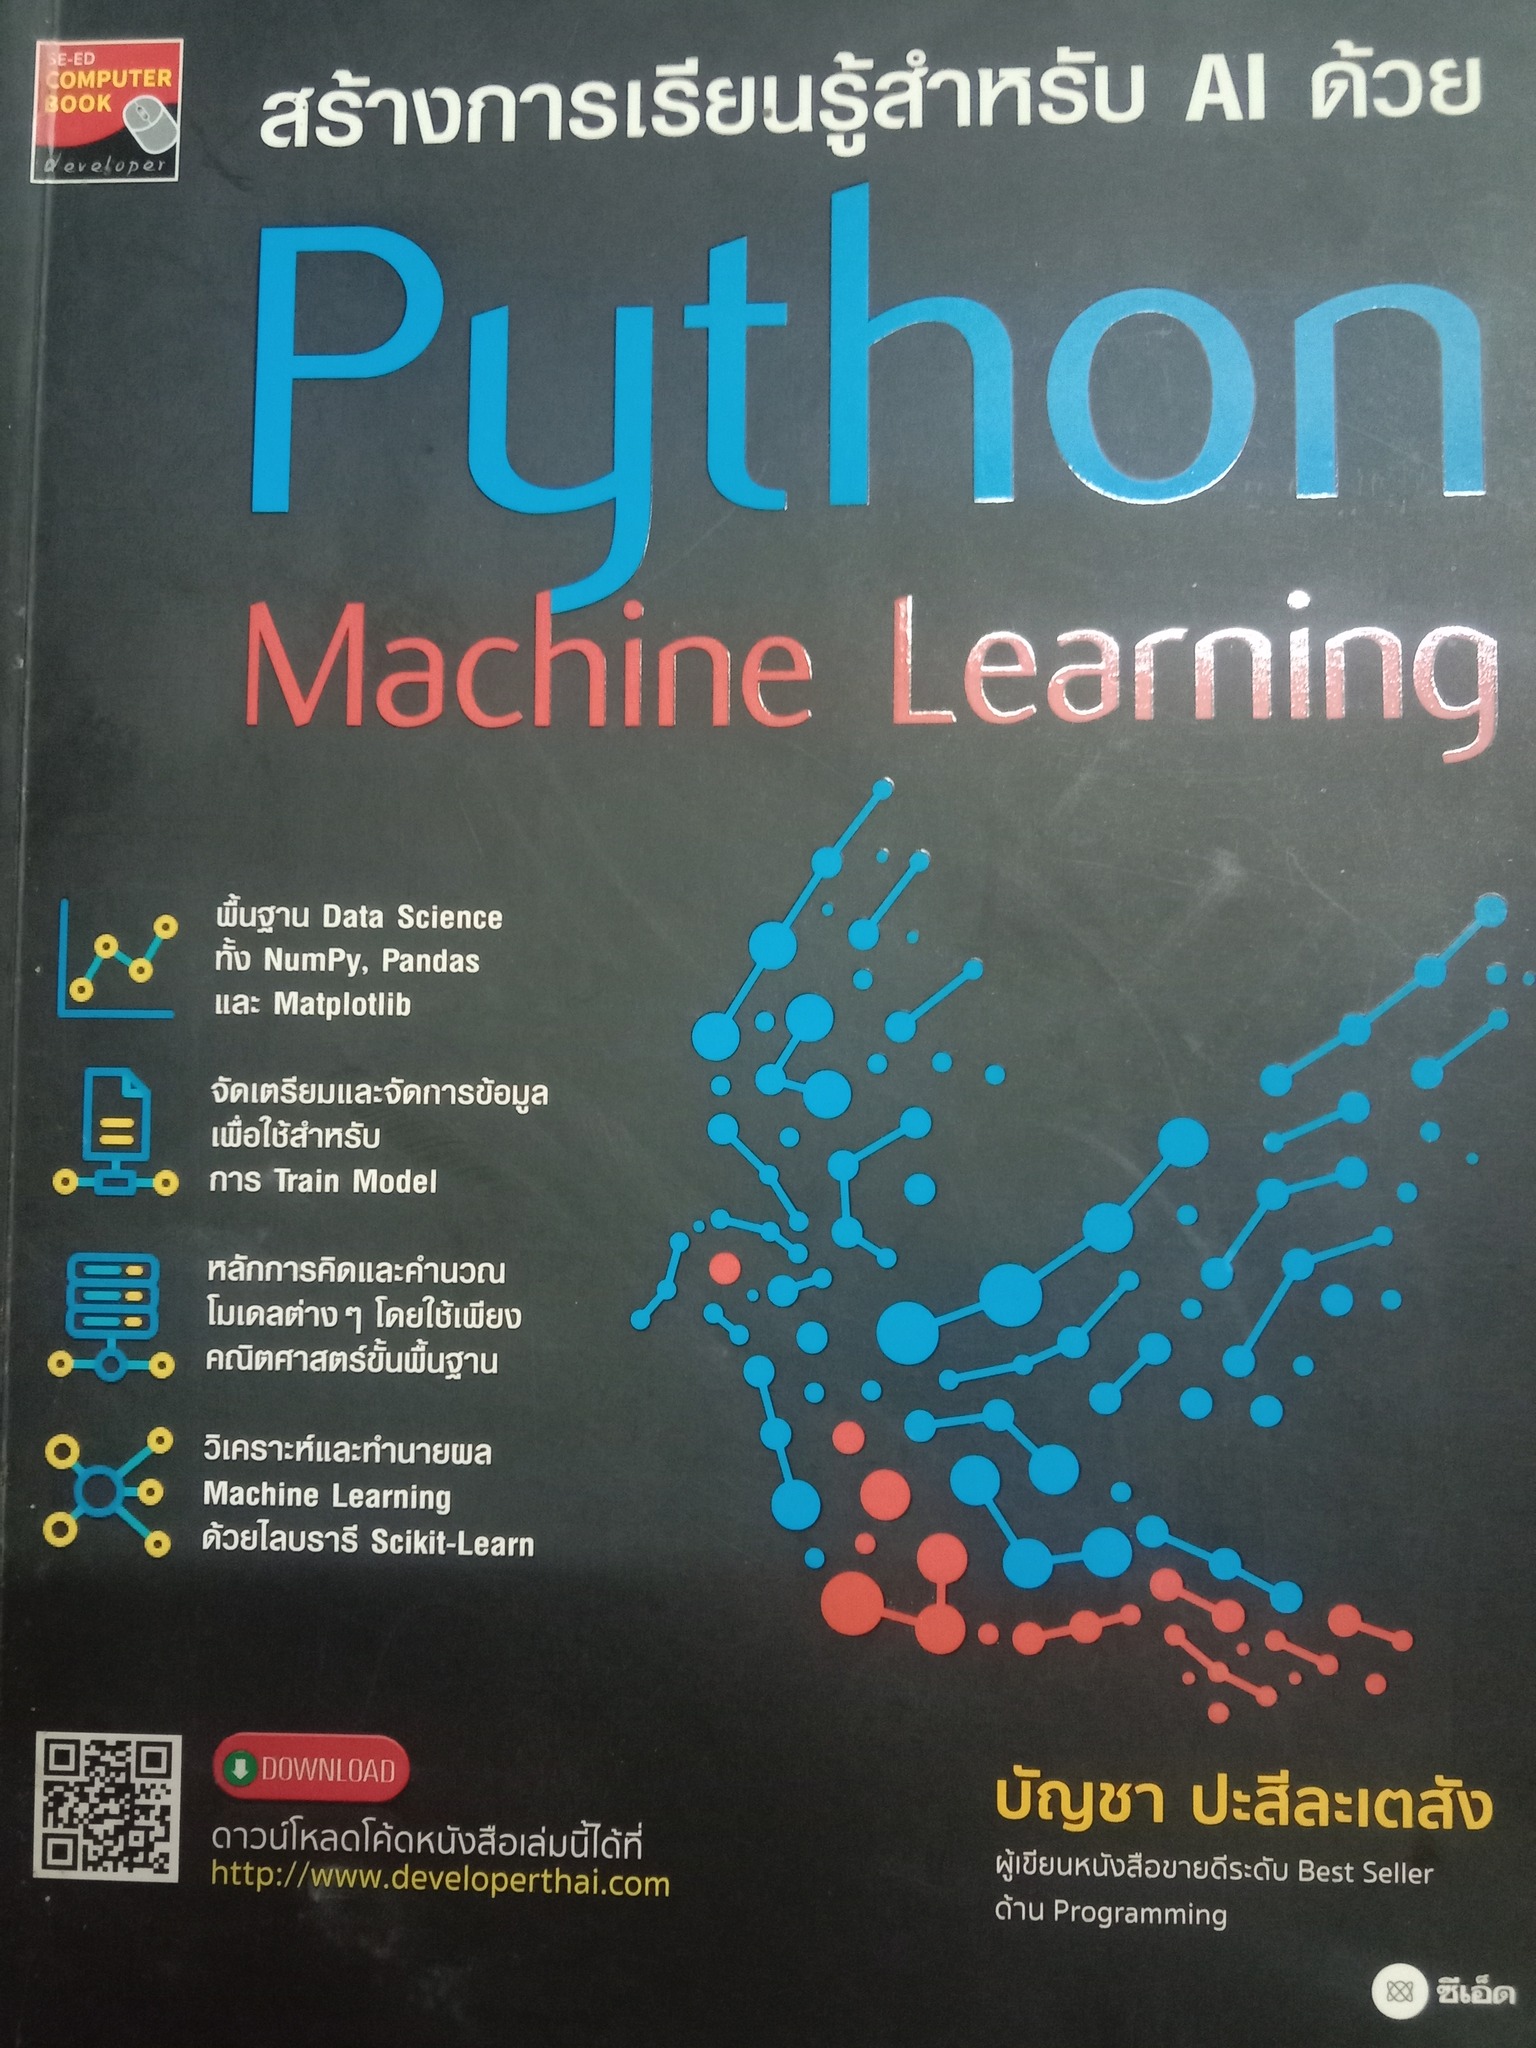 SE-ED
COMPUTER
BOOK
developer
สร้างการเรียนรู้สำหรับ AI ด้วย
Python
Machine Learning
พื้นฐาน Data Science
ทั้ง NumPy, Pandas
และ Matplotlib
จัดเตรียมและจัดการข้อมูล
เพื่อใช้สำหรับ
การ Train Model
หลักการคิดและคำนวณ
โมเดลต่าง ๆ โดยใช้เพียง
คณิตศาสตร์ขั้นพื้นฐาน
วิเคราะห์และทำนายผล
Machine Learning
ด้วยไลบรารี Scikit-Learn
DOWNLOAD
ดาวน์โหลดโค้ดหนังสือเล่มนี้ได้ที่
http://www.developerthai.com
บัญชา ปะสีละเตสัง
ผู้เขียนหนังสือขายดีระดับ Best Seller
ด้าน Programming
ซีเอ็ด